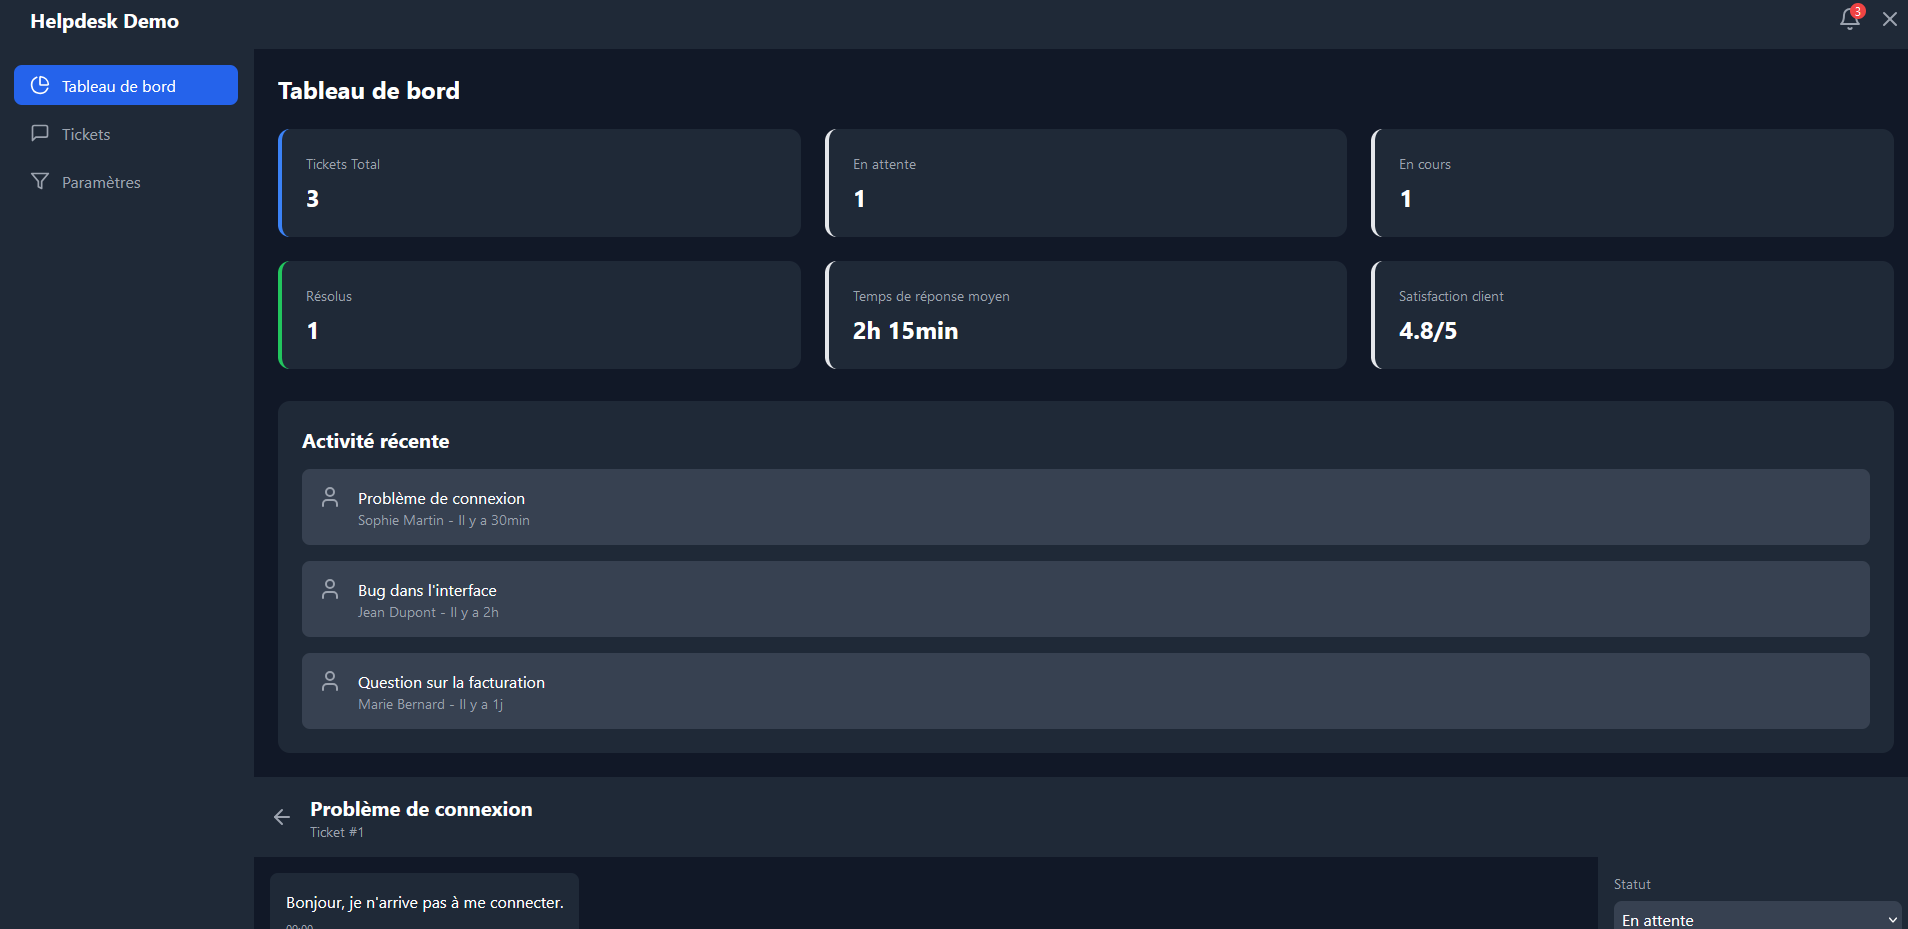 Helpdesk Demo
3
Tableau de bord
Tickets
Paramètres
Tableau de bord
Tickets Total
3
En attente
1
En cours
1
Résolus
1
Temps de réponse moyen
2h 15min
Satisfaction client
4.8/5
Activité récente
Problème de connexion
Sophie Martin - Il y a 30min
Bug dans l'interface
Jean Dupont - Il y a 2h
Question sur la facturation
Marie Bernard - Il y a 1j
Problème de connexion
Ticket #1
Bonjour, je n'arrive pas à me connecter.
Statut
En attente